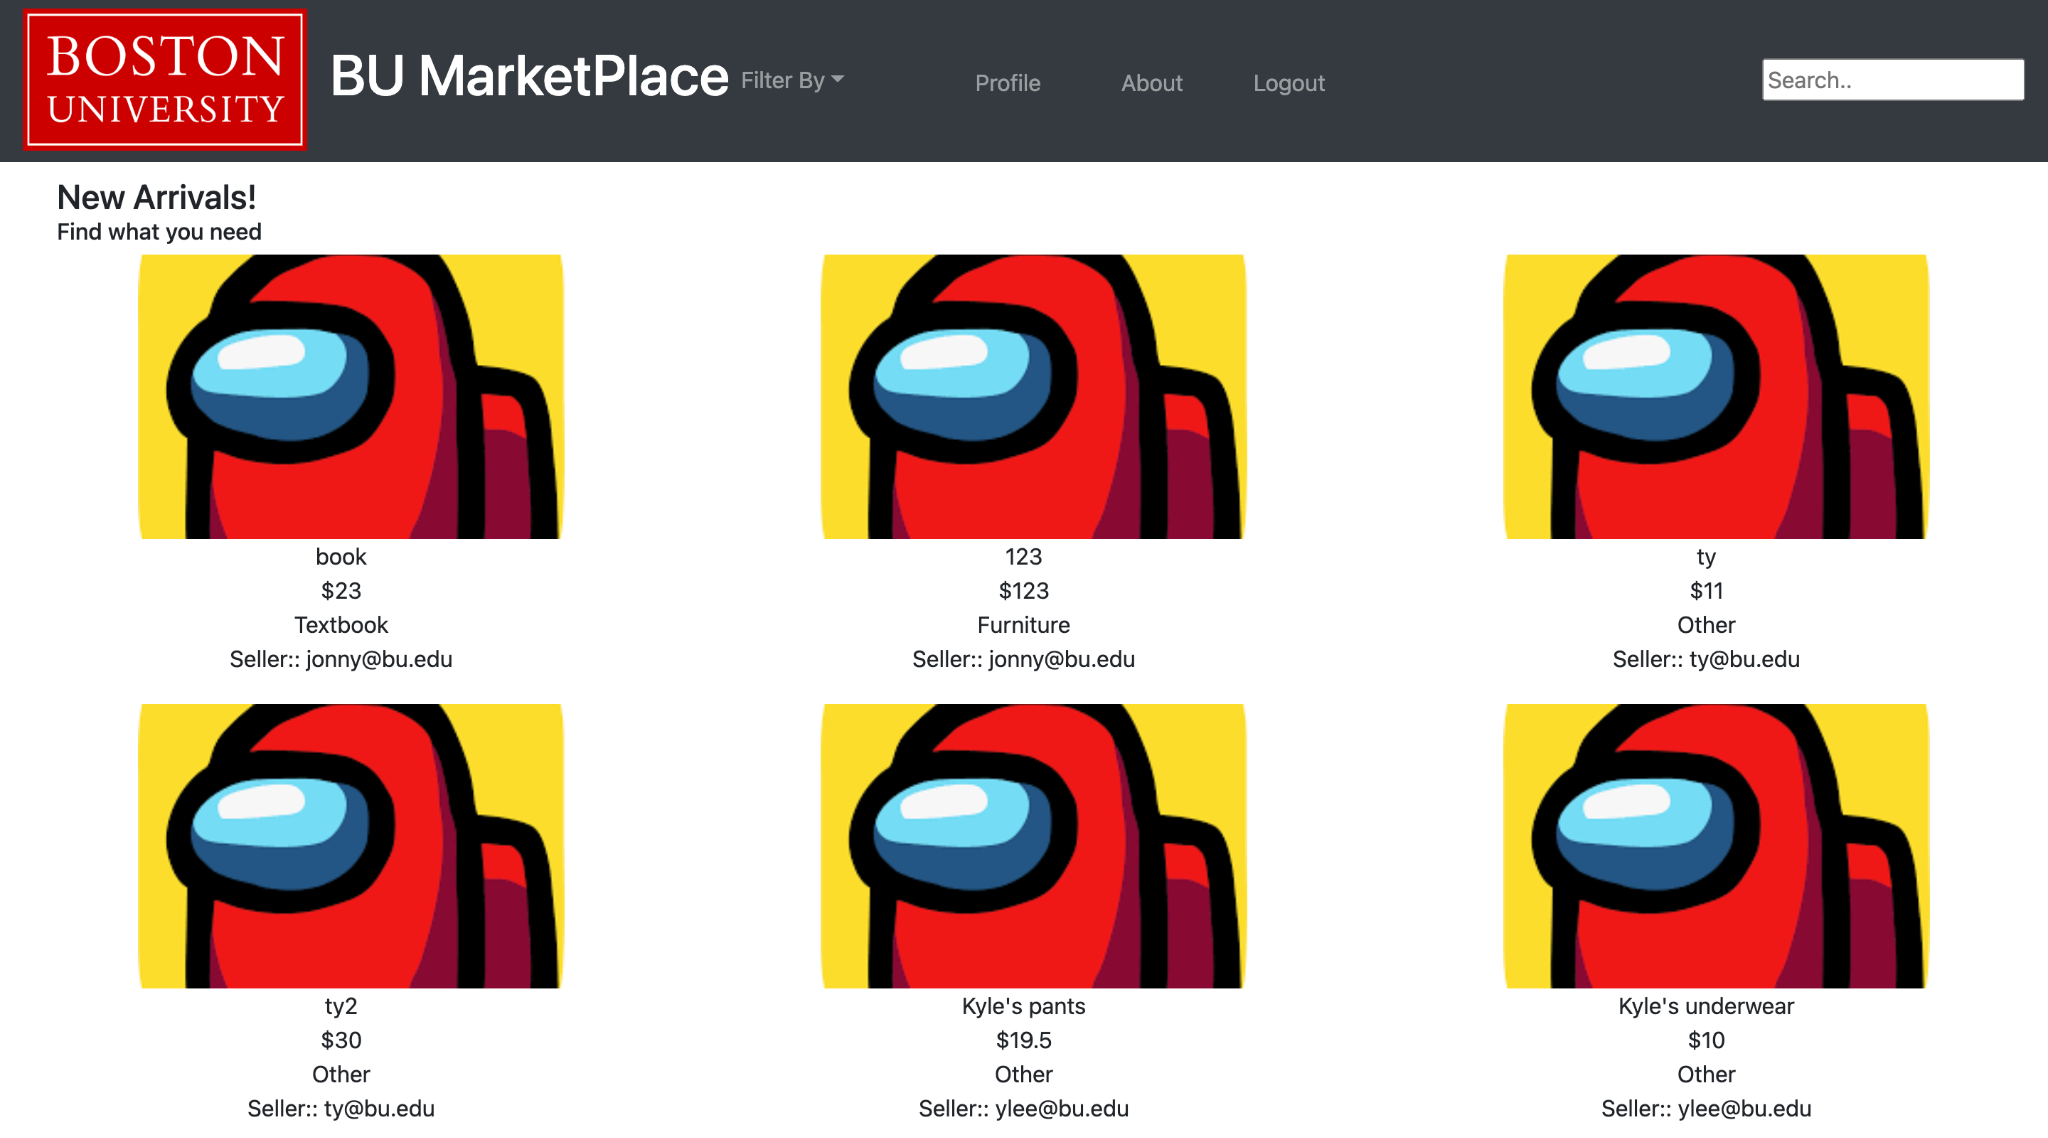 BOSTON
UNIVERSITY
BU MarketPlace
Filter By
Profile
About
Logout
Search..
New Arrivals!
Find what you need
book
$23
Textbook
Seller:: jonny@bu.edu
123
$123
Furniture
Seller:: jonny@bu.edu
ty
$11
Other
Seller:: ty@bu.edu
ty2
$30
Other
Seller:: ty@bu.edu
Kyle's pants
$19.5
Other
Seller:: ylee@bu.edu
Kyle's underwear
$10
Other
Seller:: ylee@bu.edu